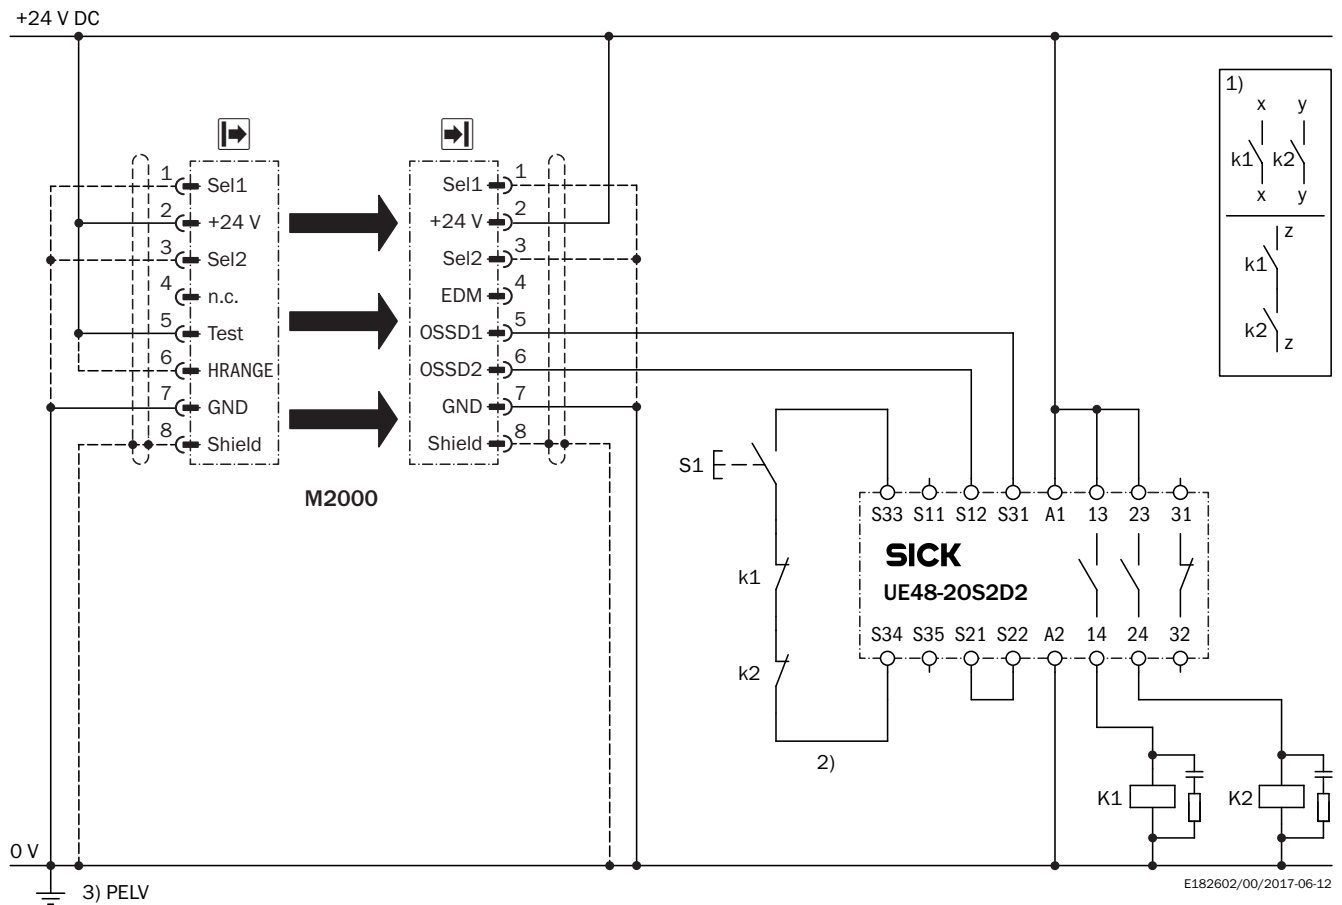 +24 V DC
1)
x y
k1 k2
x y
z
k1
k2
z
1 Sel1
2 +24 V
3 Sel2
4 n.c.
5 Test
6 HRANGE
7 GND
8 Shield
Sel1 1
+24 V 2
Sel2 3
EDM 4
OSSD1 5
OSSD2 6
GND 7
Shield 8
M2000
S1
k1
k2
2)
S33 S11 S12 S31 A1 13 23 31
SICK
UE48-2OS2D2
S34 S35 S21 S22 A2 14 24 32
K1 K2
0 V
3) PELV
E182602/00/2017-06-12